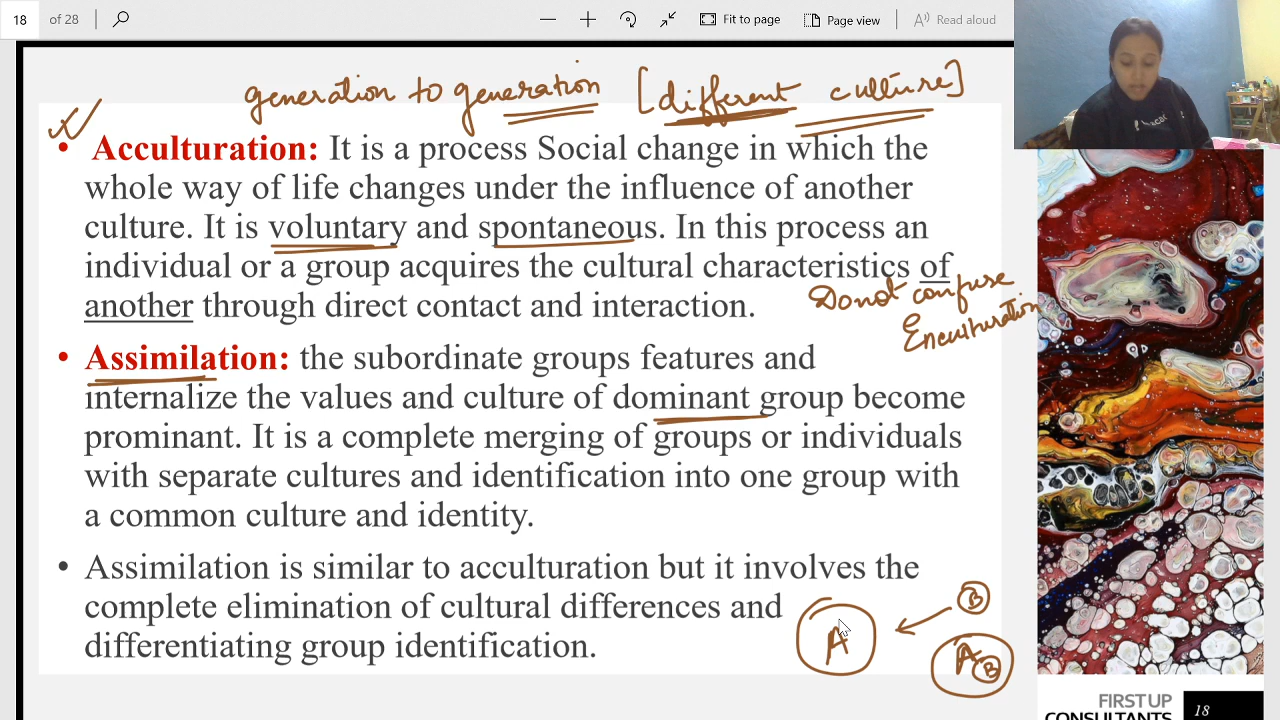 18 of 28 Fit to page Page view Read aloud
generation to generation [different culture]
• Acculturation: It is a process Social change in which the
whole way of life changes under the influence of another
culture. It is voluntary and spontaneous. In this process an
individual or a group acquires the cultural characteristics of
another through direct contact and interaction.
Do not confuse
Enculturation
• Assimilation: the subordinate groups features and
internalize the values and culture of dominant group become
prominant. It is a complete merging of groups or individuals
with separate cultures and identification into one group with
a common culture and identity.
• Assimilation is similar to acculturation but it involves the
complete elimination of cultural differences and
differentiating group identification.
B
A
A B
FIRST UP
CONSULTANTS
18